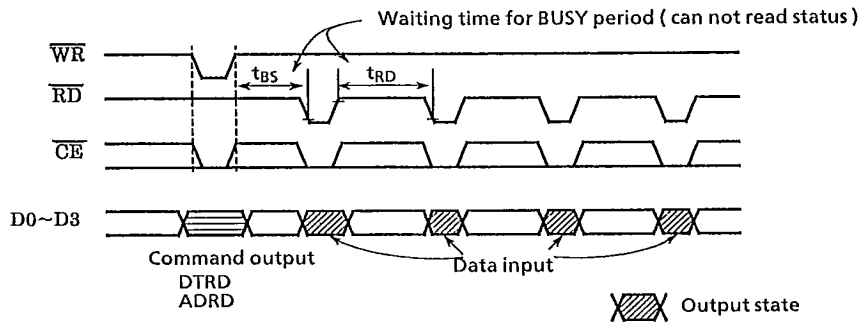 Waiting time for BUSY period ( can not read status )
WR
tBS
tRD
RD
CE
D0~D3
Command output
DTRD
ADRD
Data input
Output state